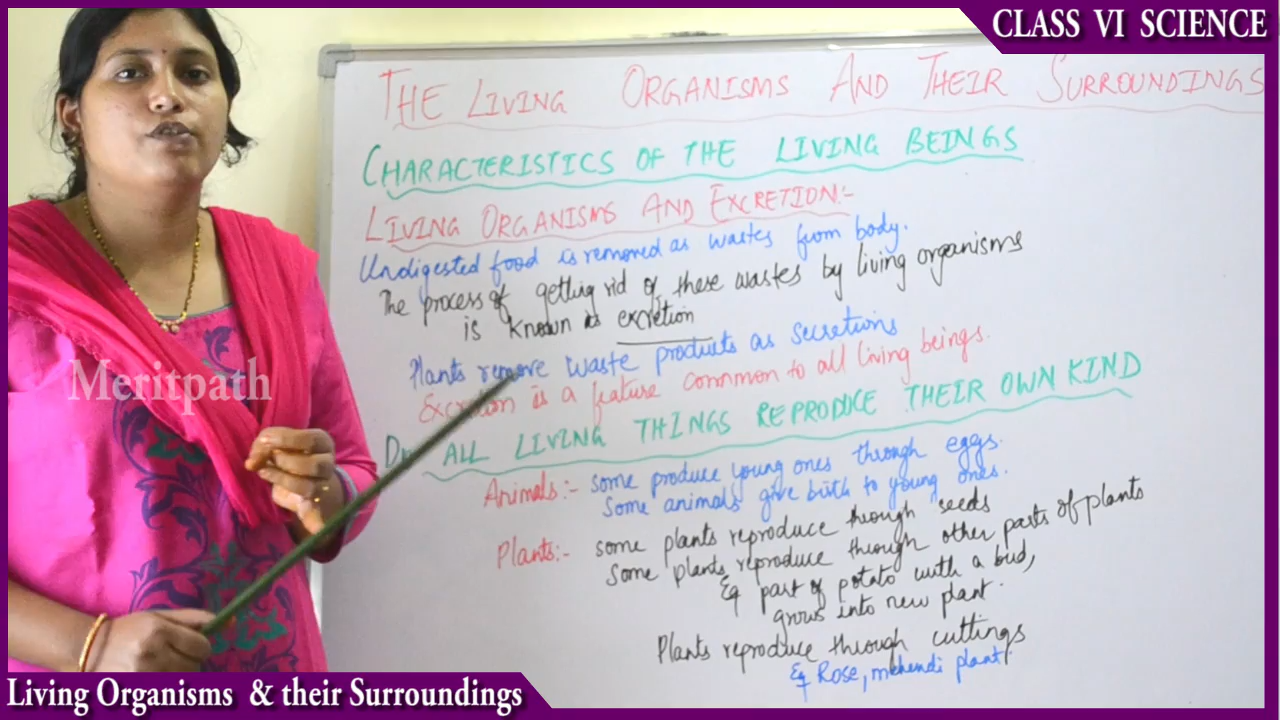 CLASS VI SCIENCE
THE LIVING ORGANISMS AND THEIR SURROUNDINGS
CHARACTERISTICS OF THE LIVING BEINGS
LIVING ORGANISMS AND EXCRETION:-
Undigested food is removed as wastes from body.
The process of getting rid of these wastes by living organisms
is known as excretion
Plants remove waste products as secretions
Excretion is a feature common to all living beings.
Do ALL LIVING THINGS REPRODUCE THEIR OWN KIND
Animals:- some produce young ones through eggs.
Some animals give birth to young ones.
Plants:- some plants reproduce through seeds
Some plants reproduce through other parts of plants
Eg part of potato with a bud,
grows into new plant.
Plants reproduce through cuttings
Eg Rose, mehendi plant.
Meritpath
Living Organisms & their Surroundings